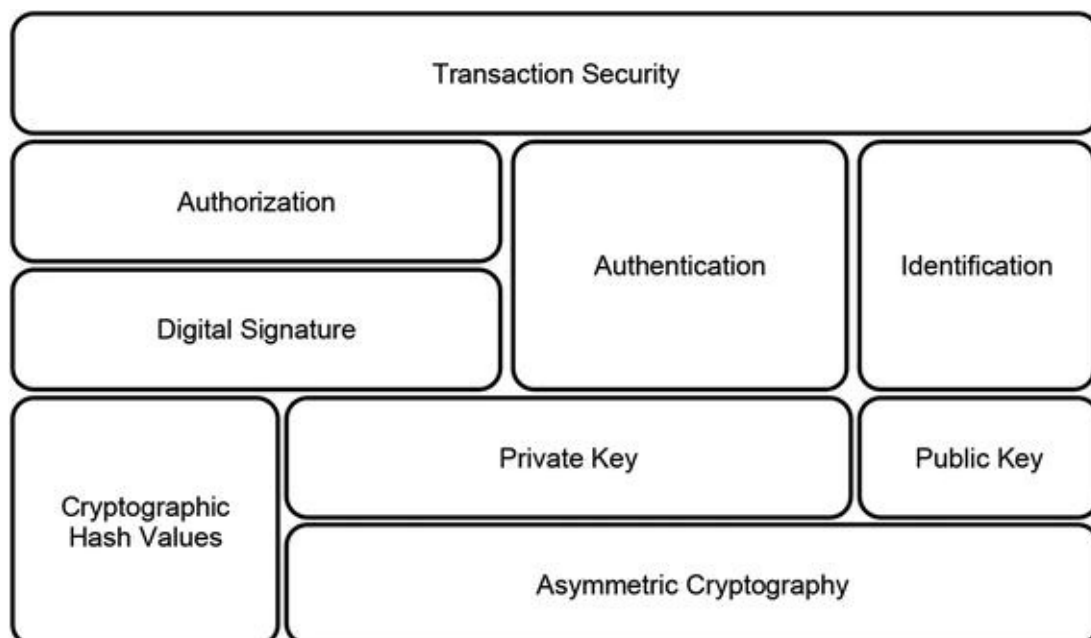 Transaction Security
Authorization
Authentication
Identification
Digital Signature
Private Key
Public Key
Cryptographic
Hash Values
Asymmetric Cryptography